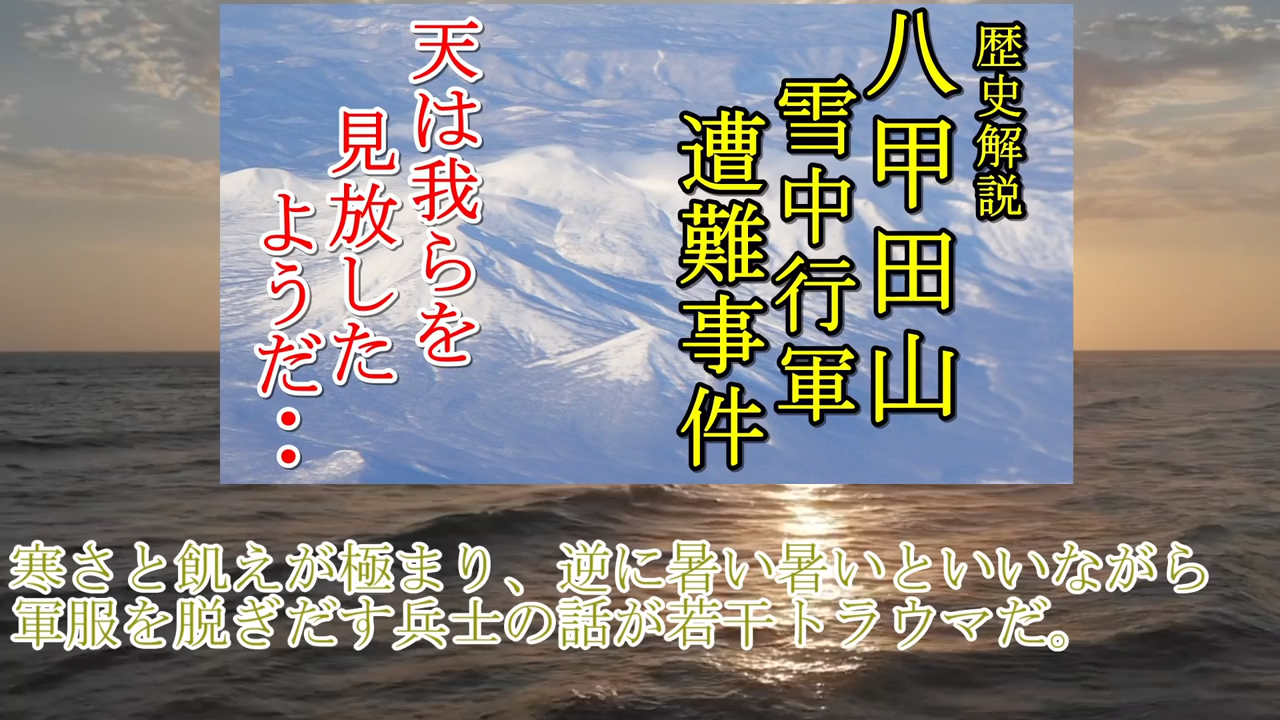 歴史解説
八甲田山
雪中行軍
遭難事件
天は我らを
見放した
ようだ・・
寒さと飢えが極まり、逆に暑い暑いといいながら
軍服を脱ぎだす兵士の話が若干トラウマだ。